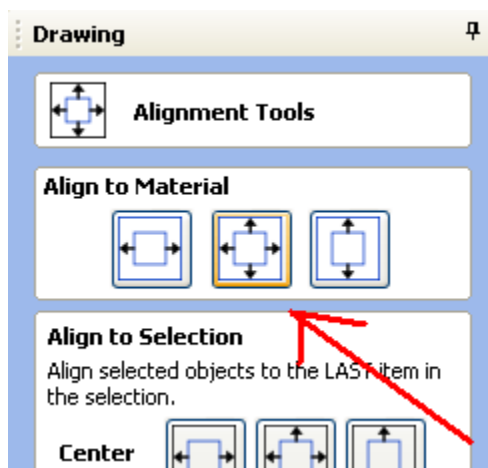 Drawing
Alignment Tools
Align to Material
Align to Selection
Align selected objects to the LAST item in
the selection.
Center